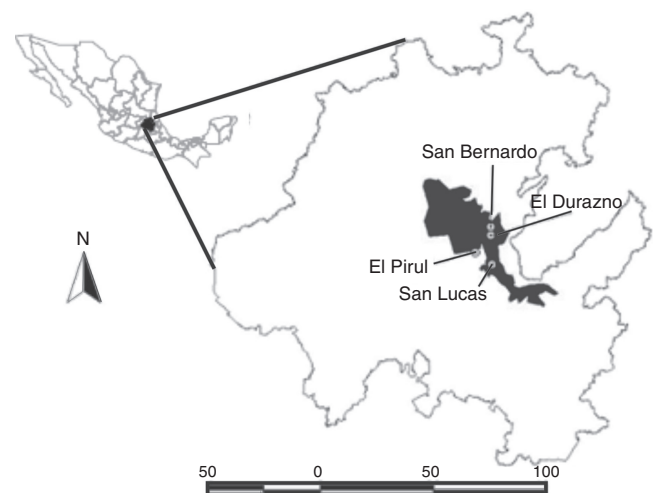 San Bernardo
El Durazno
N
El Pirul
San Lucas
50 0 50 100